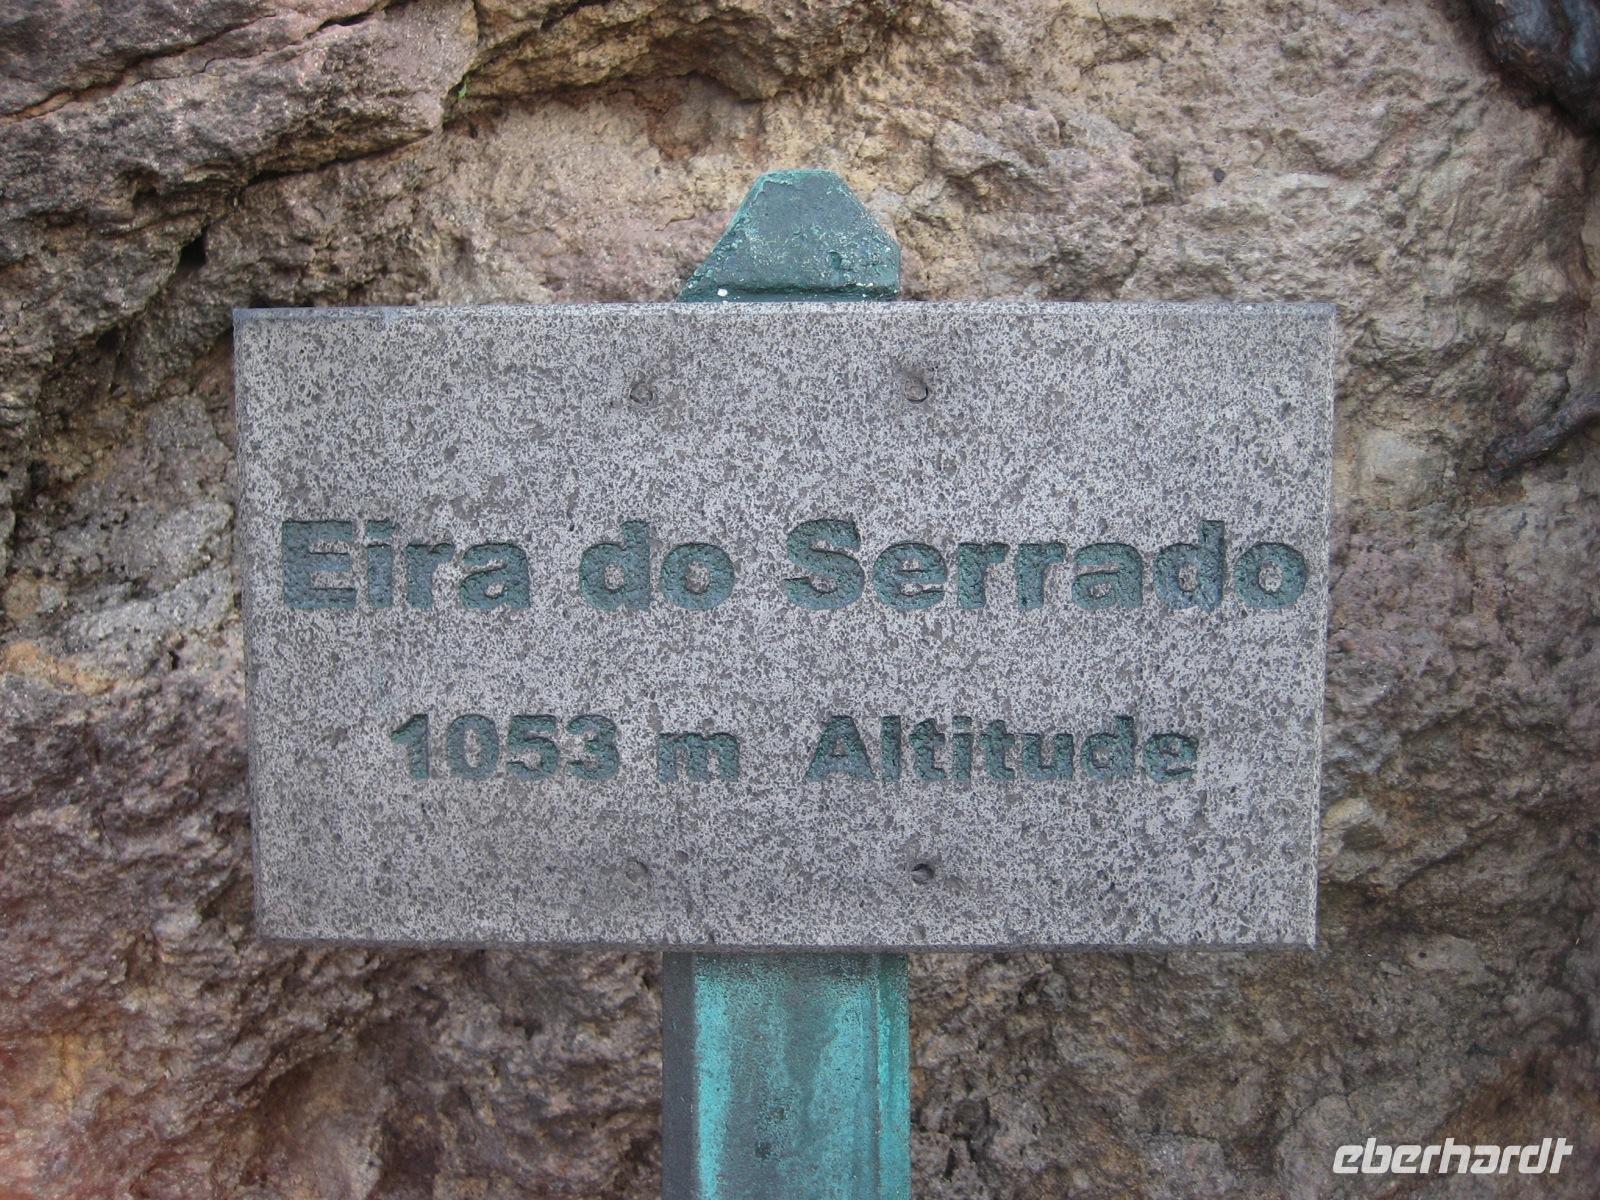 Eira do Serrado
1053 m Altitude
eberhardt